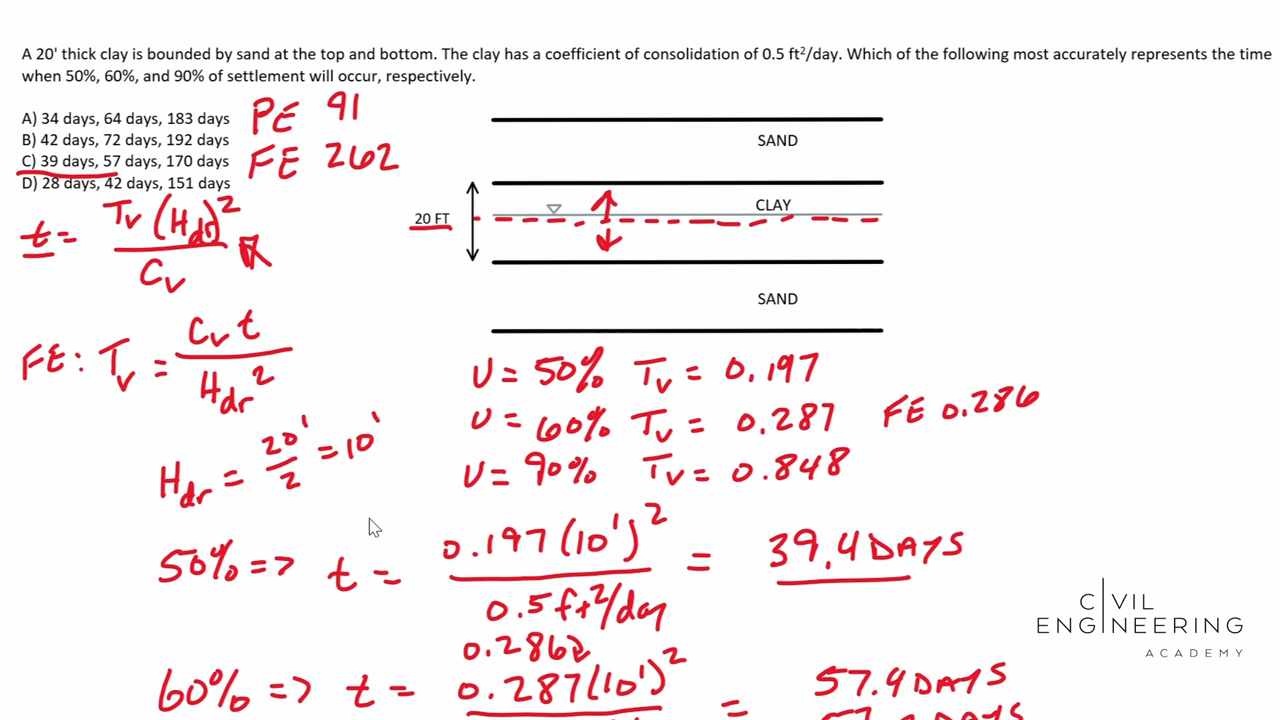 A 20' thick clay is bounded by sand at the top and bottom. The clay has a coefficient of consolidation of 0.5 ft²/day. Which of the following most accurately represents the time
when 50%, 60%, and 90% of settlement will occur, respectively.
A) 34 days, 64 days, 183 days
B) 42 days, 72 days, 192 days
C) 39 days, 57 days, 170 days
D) 28 days, 42 days, 151 days
PE 91
FE 262
SAND
CLAY
20 FT
SAND
t = Tv (Hdr)² / Cv
FE: Tv = Cv t / Hdr²
Hdr = 20' / 2 = 10'
U = 50% Tv = 0.197
U = 60% Tv = 0.287 FE 0.286
U = 90% Tv = 0.848
50% => t = 0.197 (10')² / 0.5 ft²/day = 39.4 DAYS
0.286
60% => t = 0.287 (10')² = 57.4 DAYS
CIVIL
ENGINEERING
ACADEMY